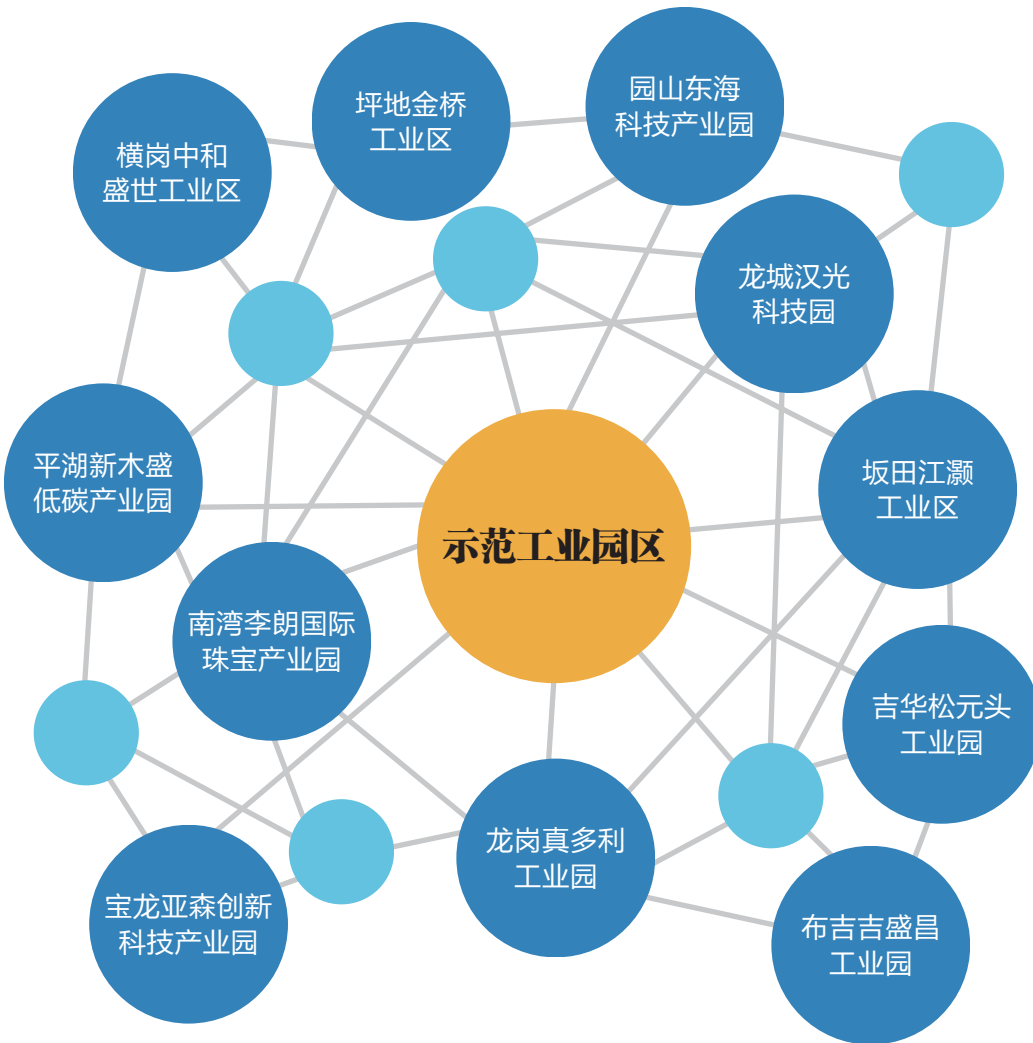 园山东海
科技产业园
坪地金桥
工业区
横岗中和
盛世工业区
龙城汉光
科技园
平湖新木盛
低碳产业园
坂田江灏
工业区
示范工业园区
南湾李朗国际
珠宝产业园
吉华松元头
工业园
龙岗真多利
工业园
宝龙亚森创新
科技产业园
布吉吉盛昌
工业园